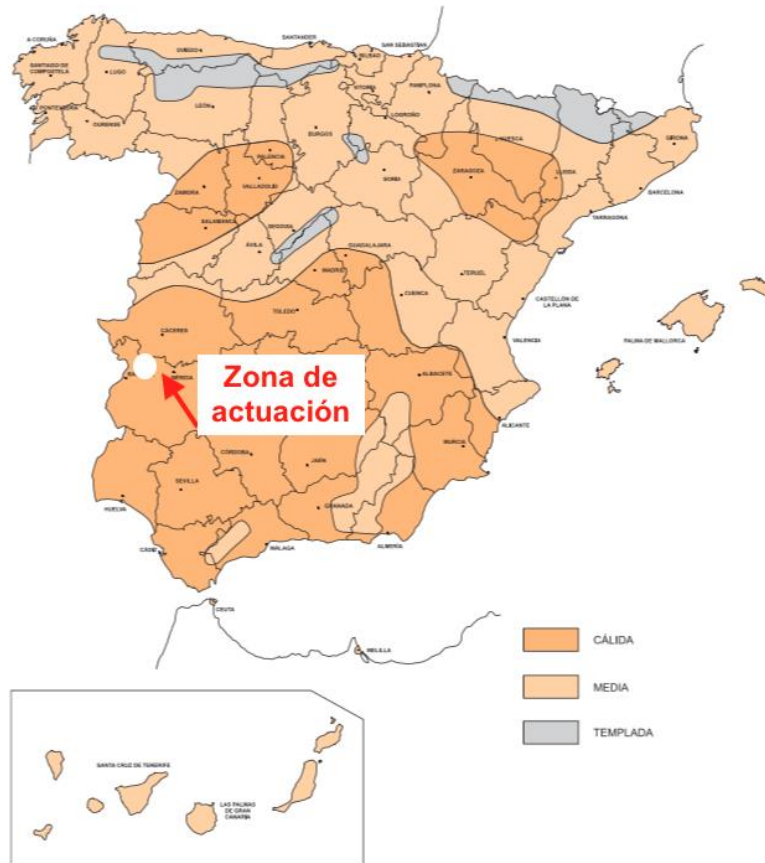 A CORUÑA
SANTIAGO DE
COMPOSTELA
LUGO
OVIEDO
SANTANDER
BILBAO
SAN SEBASTIAN
VITORIA
PAMPLONA
PONTEVEDRA
OURENSE
LEÓN
BURGOS
LOGROÑO
HUESCA
GIRONA
PALENCIA
ZAMORA
VALLADOLID
SORIA
ZARAGOZA
LLEIDA
BARCELONA
TARRAGONA
SALAMANCA
SEGOVIA
ÁVILA
GUADALAJARA
MADRID
TERUEL
CUENCA
CASTELLÓN
DE LA
PLANA
TOLEDO
CÁCERES
VALENCIA
PALMA DE MALLORCA
ALBACETE
Zona de
actuación
ALICANTE
MURCIA
CÓRDOBA
JAÉN
SEVILLA
HUELVA
GRANADA
ALMERÍA
MÁLAGA
CÁDIZ
CEUTA
MELILLA
CÁLIDA
MEDIA
TEMPLADA
SANTA CRUZ DE TENERIFE
LAS PALMAS
DE GRAN
CANARIA